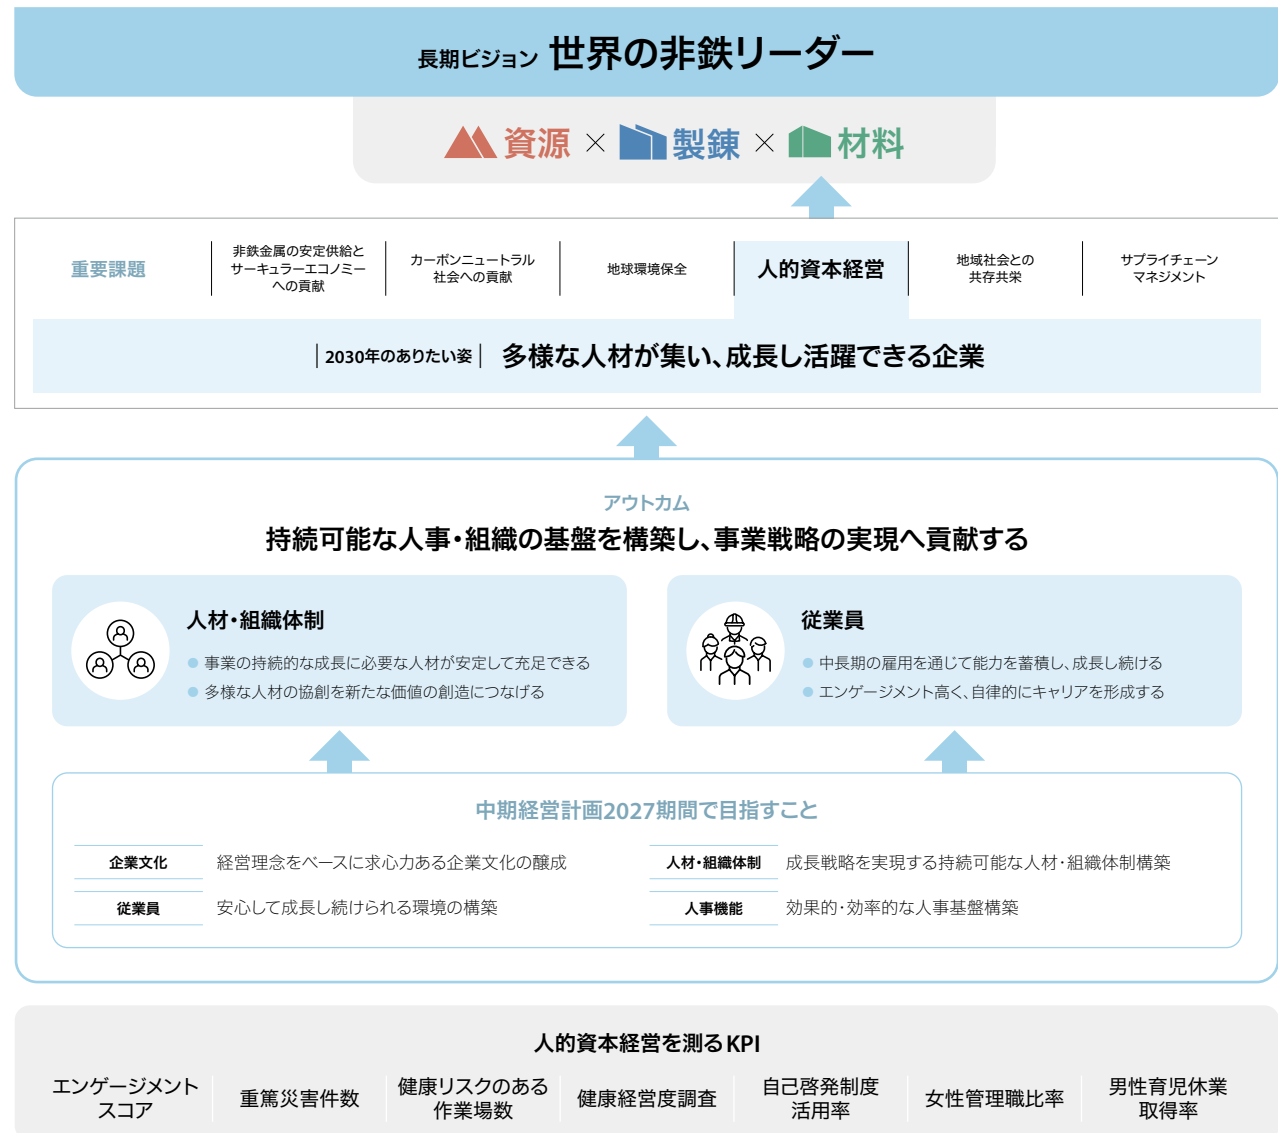 長期ビジョン 世界の非鉄リーダー
資源 × 製錬 × 材料
重要課題
非鉄金属の安定供給と
サーキュラーエコノミー
への貢献
カーボンニュートラル
社会への貢献
地球環境保全
人的資本経営
地域社会との
共存共栄
サプライチェーン
マネジメント
2030年のありたい姿 多様な人材が集い、成長し活躍できる企業
アウトカム
持続可能な人事・組織の基盤を構築し、事業戦略の実現へ貢献する
人材・組織体制
● 事業の持続的な成長に必要な人材が安定して充足できる
● 多様な人材の協創を新たな価値の創造につなげる
従業員
● 中長期の雇用を通じて能力を蓄積し、成長し続ける
● エンゲージメント高く、自律的にキャリアを形成する
中期経営計画2027期間で目指すこと
企業文化 経営理念をベースに求心力ある企業文化の醸成
従業員 安心して成長し続けられる環境の構築
人材・組織体制 成長戦略を実現する持続可能な人材・組織体制構築
人事機能 効果的・効率的な人事基盤構築
人的資本経営を測るKPI
エンゲージメント
スコア
重篤災害件数
健康リスクのある
作業場数
健康経営度調査
自己啓発制度
活用率
女性管理職比率
男性育児休業
取得率